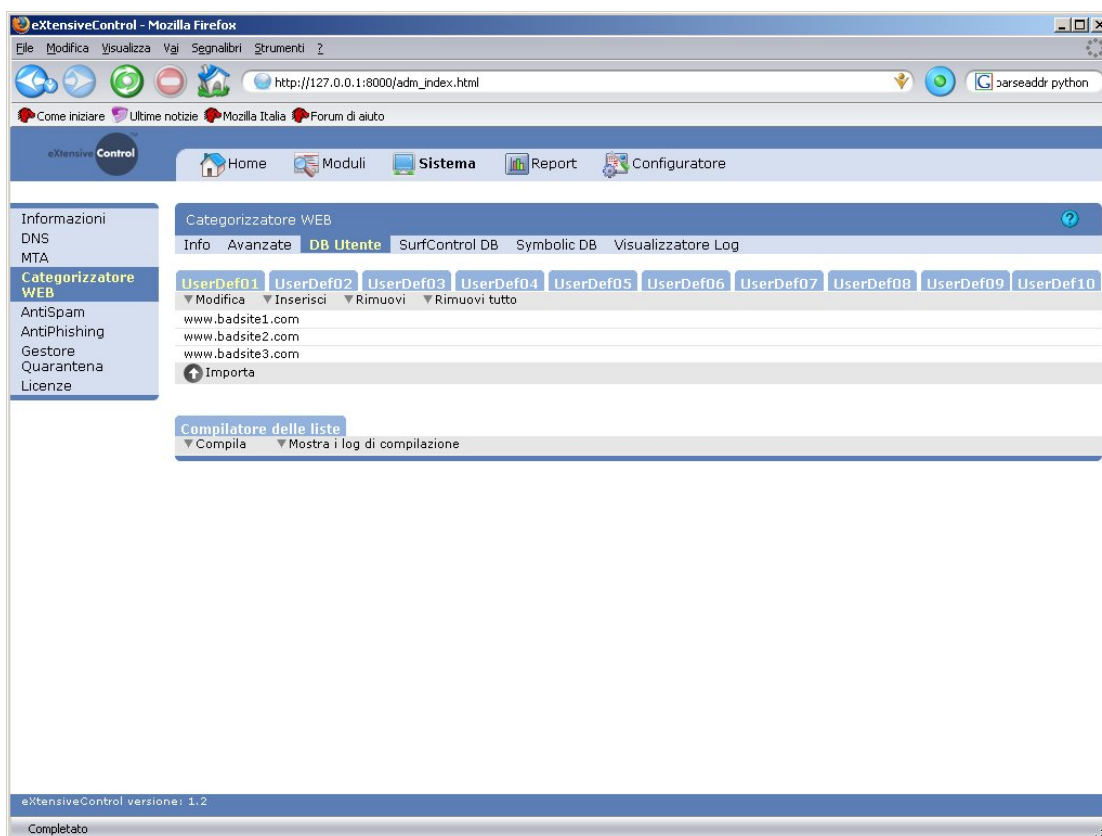 eXtensiveControl - Mozilla Firefox
File Modifica Visualizza Vai Segnalibri Strumenti ?
http://127.0.0.1:8000/adm_index.html
G parseaddr python
Come iniziare Ultime notizie Mozilla Italia Forum di aiuto
eXtensive Control
Home Moduli Sistema Report Configuratore
Informazioni
DNS
MTA
Categorizzatore
WEB
AntiSpam
AntiPhishing
Gestore
Quarantena
Licenze
Categorizzatore WEB ?
Info Avanzate DB Utente SurfControl DB Symbolic DB Visualizzatore Log
UserDef01 UserDef02 UserDef03 UserDef04 UserDef05 UserDef06 UserDef07 UserDef08 UserDef09 UserDef10
Modifica Inserisci Rimuovi Rimuovi tutto
www.badsite1.com
www.badsite2.com
www.badsite3.com
Importa
Compilatore delle liste
Compila Mostra i log di compilazione
eXtensiveControl versione: 1.2
Completato